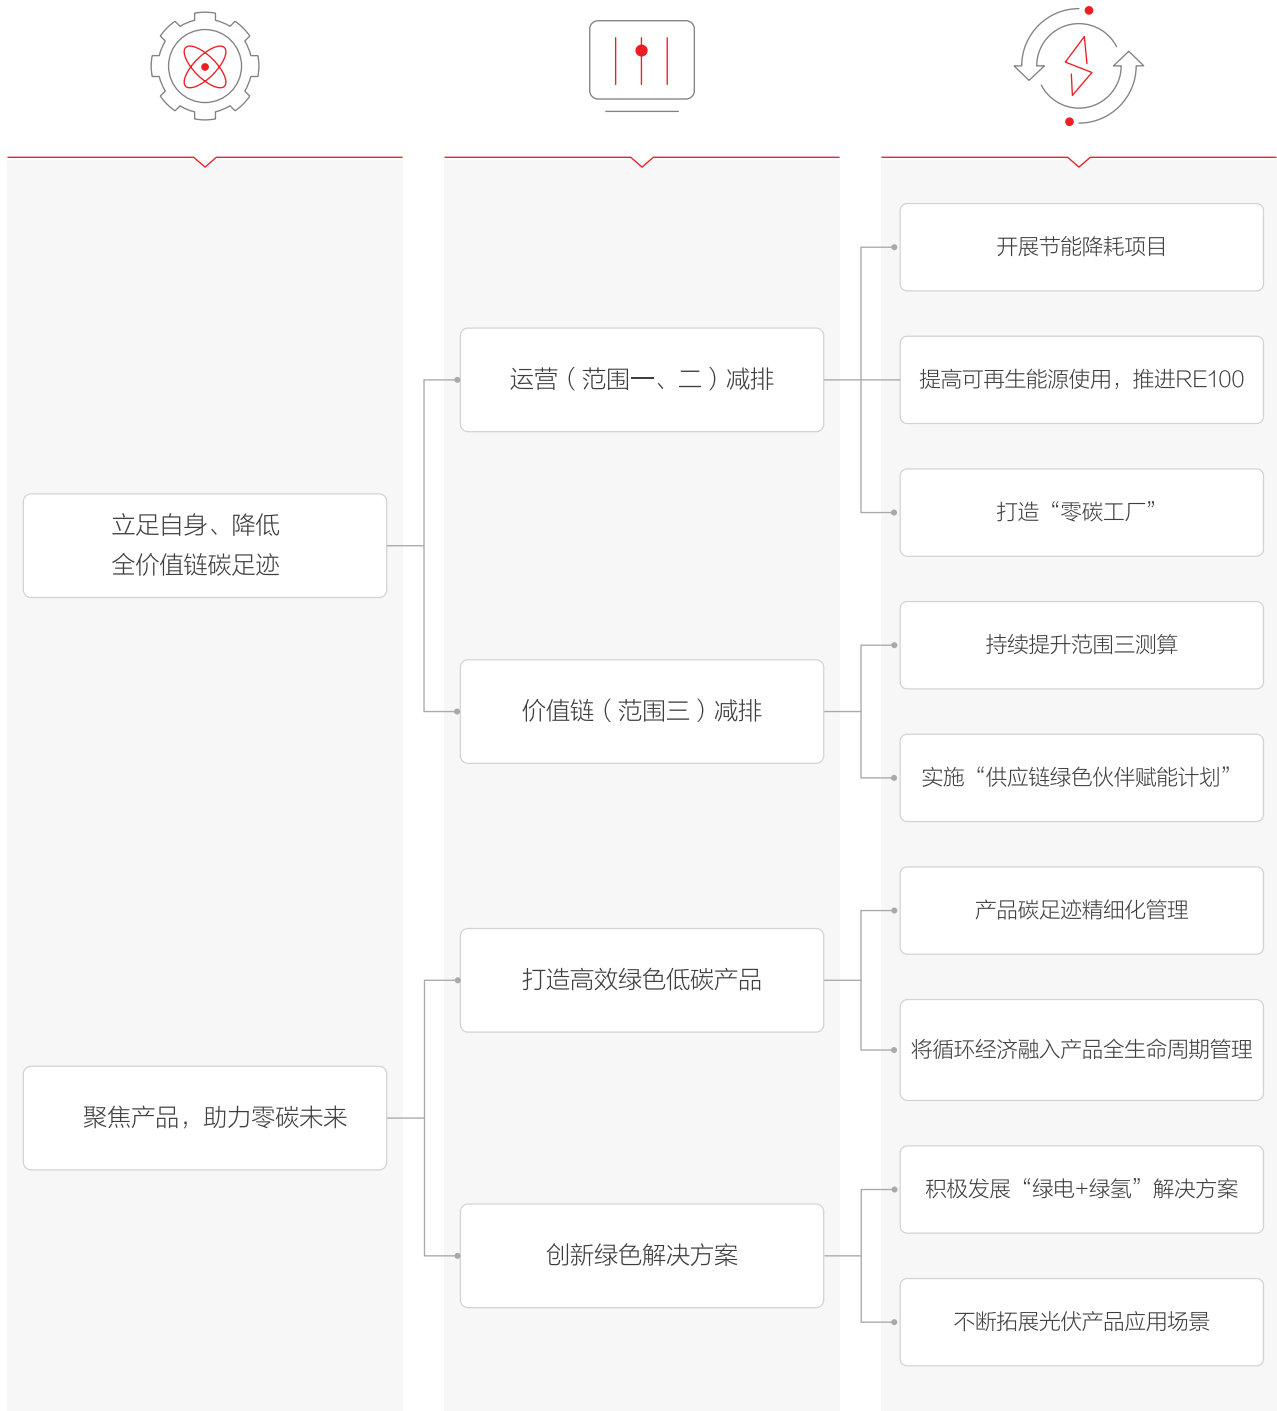 立足自身、降低
全价值链碳足迹
运营（范围一、二）减排
开展节能降耗项目
提高可再生能源使用，推进RE100
打造“零碳工厂”
价值链（范围三）减排
持续提升范围三测算
实施“供应链绿色伙伴赋能计划”
聚焦产品，助力零碳未来
打造高效绿色低碳产品
产品碳足迹精细化管理
将循环经济融入产品全生命周期管理
创新绿色解决方案
积极发展“绿电+绿氢”解决方案
不断拓展光伏产品应用场景